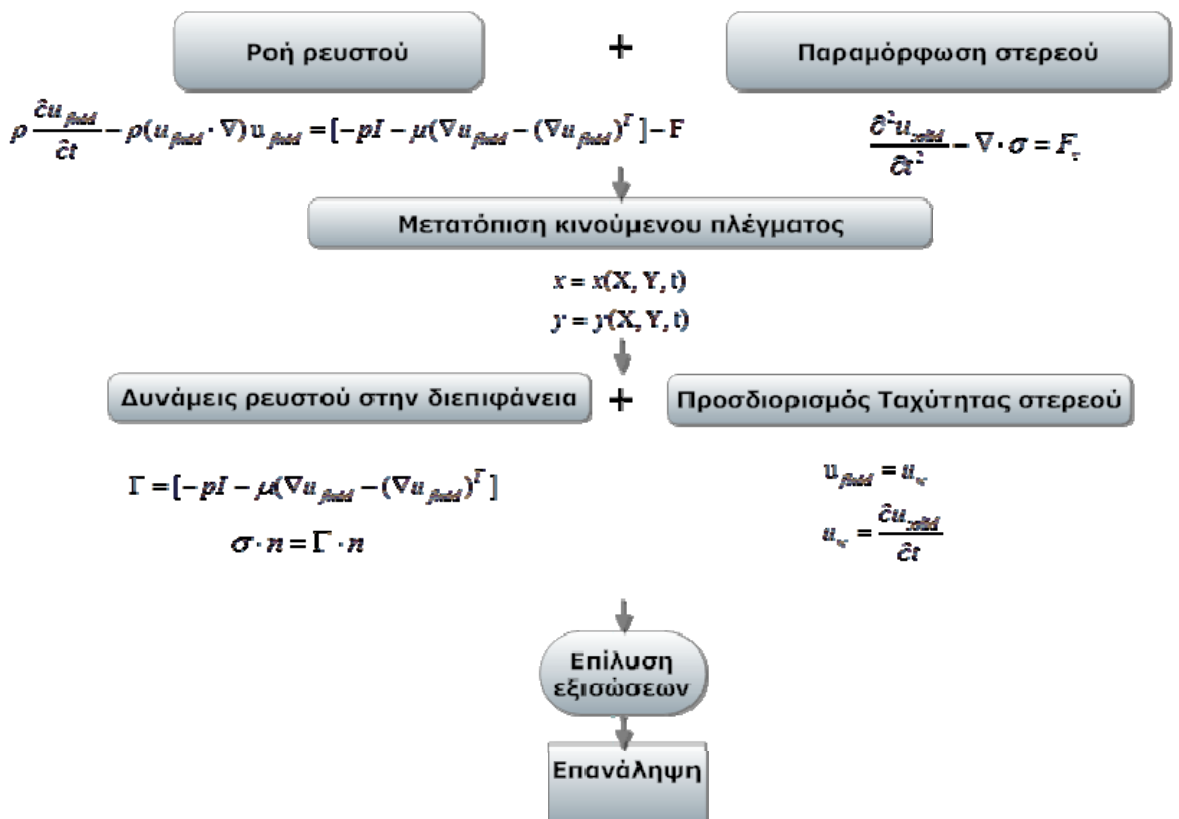 Ροή ρευστού
+
Παραμόρφωση στερεού
ρ ∂u_fluid/∂t − ρ(u_fluid · ∇)u_fluid = [−pI − μ(∇u_fluid − (∇u_fluid)^T] − F
∂²u_solid/∂t² − ∇ · σ = F
Μετατόπιση κινούμενου πλέγματος
x = x(X, Y, t)
y = y(X, Y, t)
Δυνάμεις ρευστού στην διεπιφάνεια
+
Προσδιορισμός Ταχύτητας στερεού
Γ = [−pI − μ(∇u_fluid − (∇u_fluid)^T]
σ · n = Γ · n
u_fluid = u_w
u_w = ∂u_solid/∂t
Επίλυση
εξισώσεων
Επανάληψη